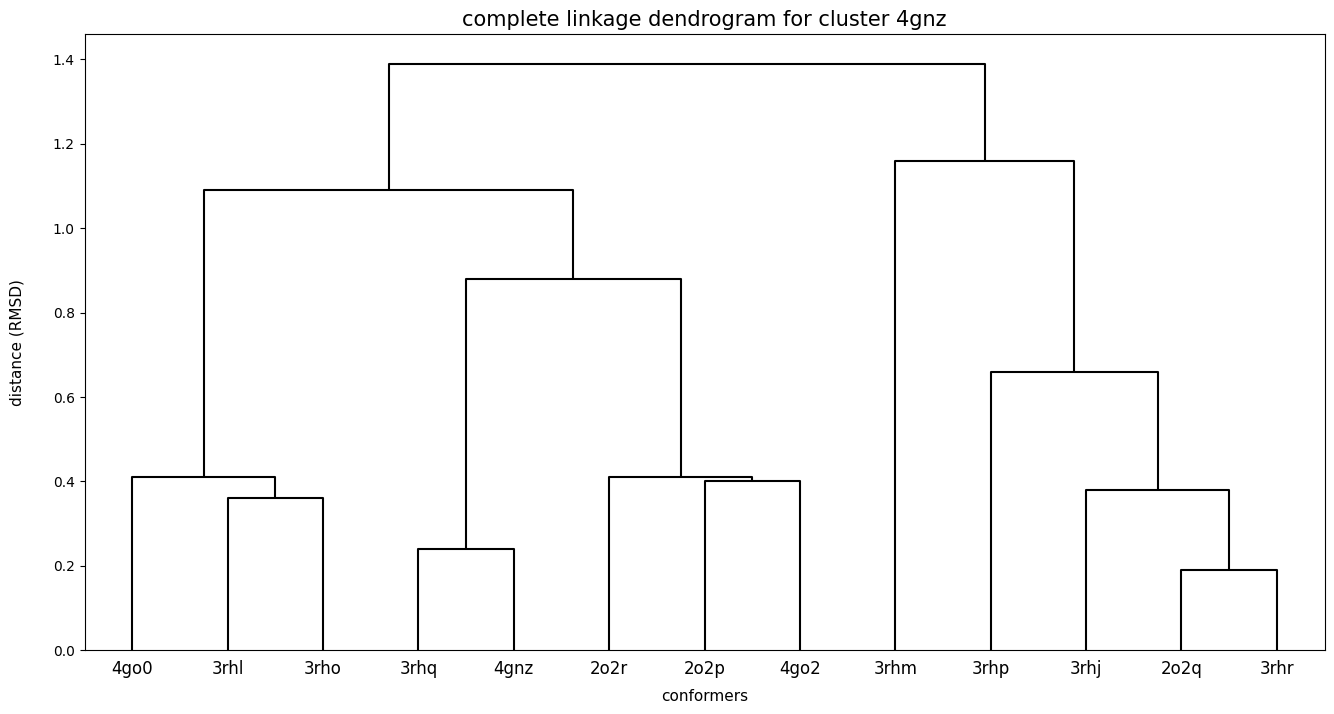 complete linkage dendrogram for cluster 4gnz
1.4
1.2
1.0
0.8
0.6
0.4
0.2
0.0
distance (RMSD)
4go0 3rhl 3rho 3rhq 4gnz 2o2r 2o2p 4go2 3rhm 3rhp 3rhj 2o2q 3rhr
conformers